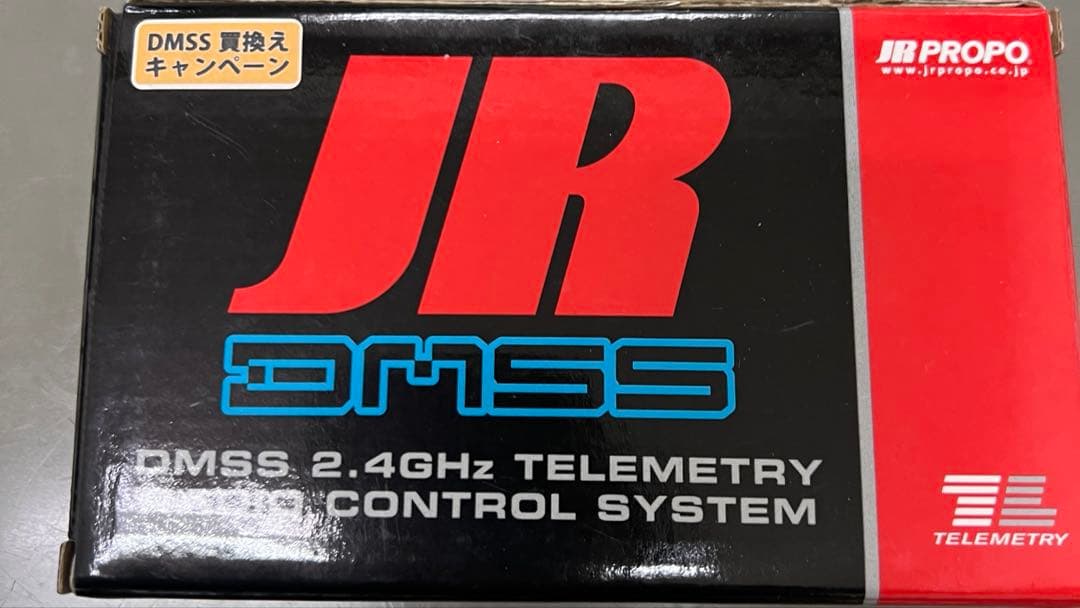 DMSS 買換え
キャンペーン
JR PROPO
www.jrpropo.co.jp
JR
DMSS
DMSS 2.4GHz TELEMETRY
CONTROL SYSTEM
TELEMETRY